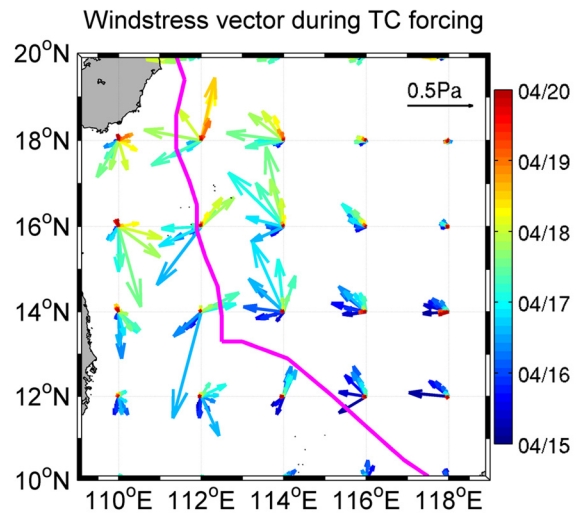 Windstress vector during TC forcing
20°N
18°N
16°N
14°N
12°N
10°N
110°E 112°E 114°E 116°E 118°E
0.5Pa
04/20
04/19
04/18
04/17
04/16
04/15